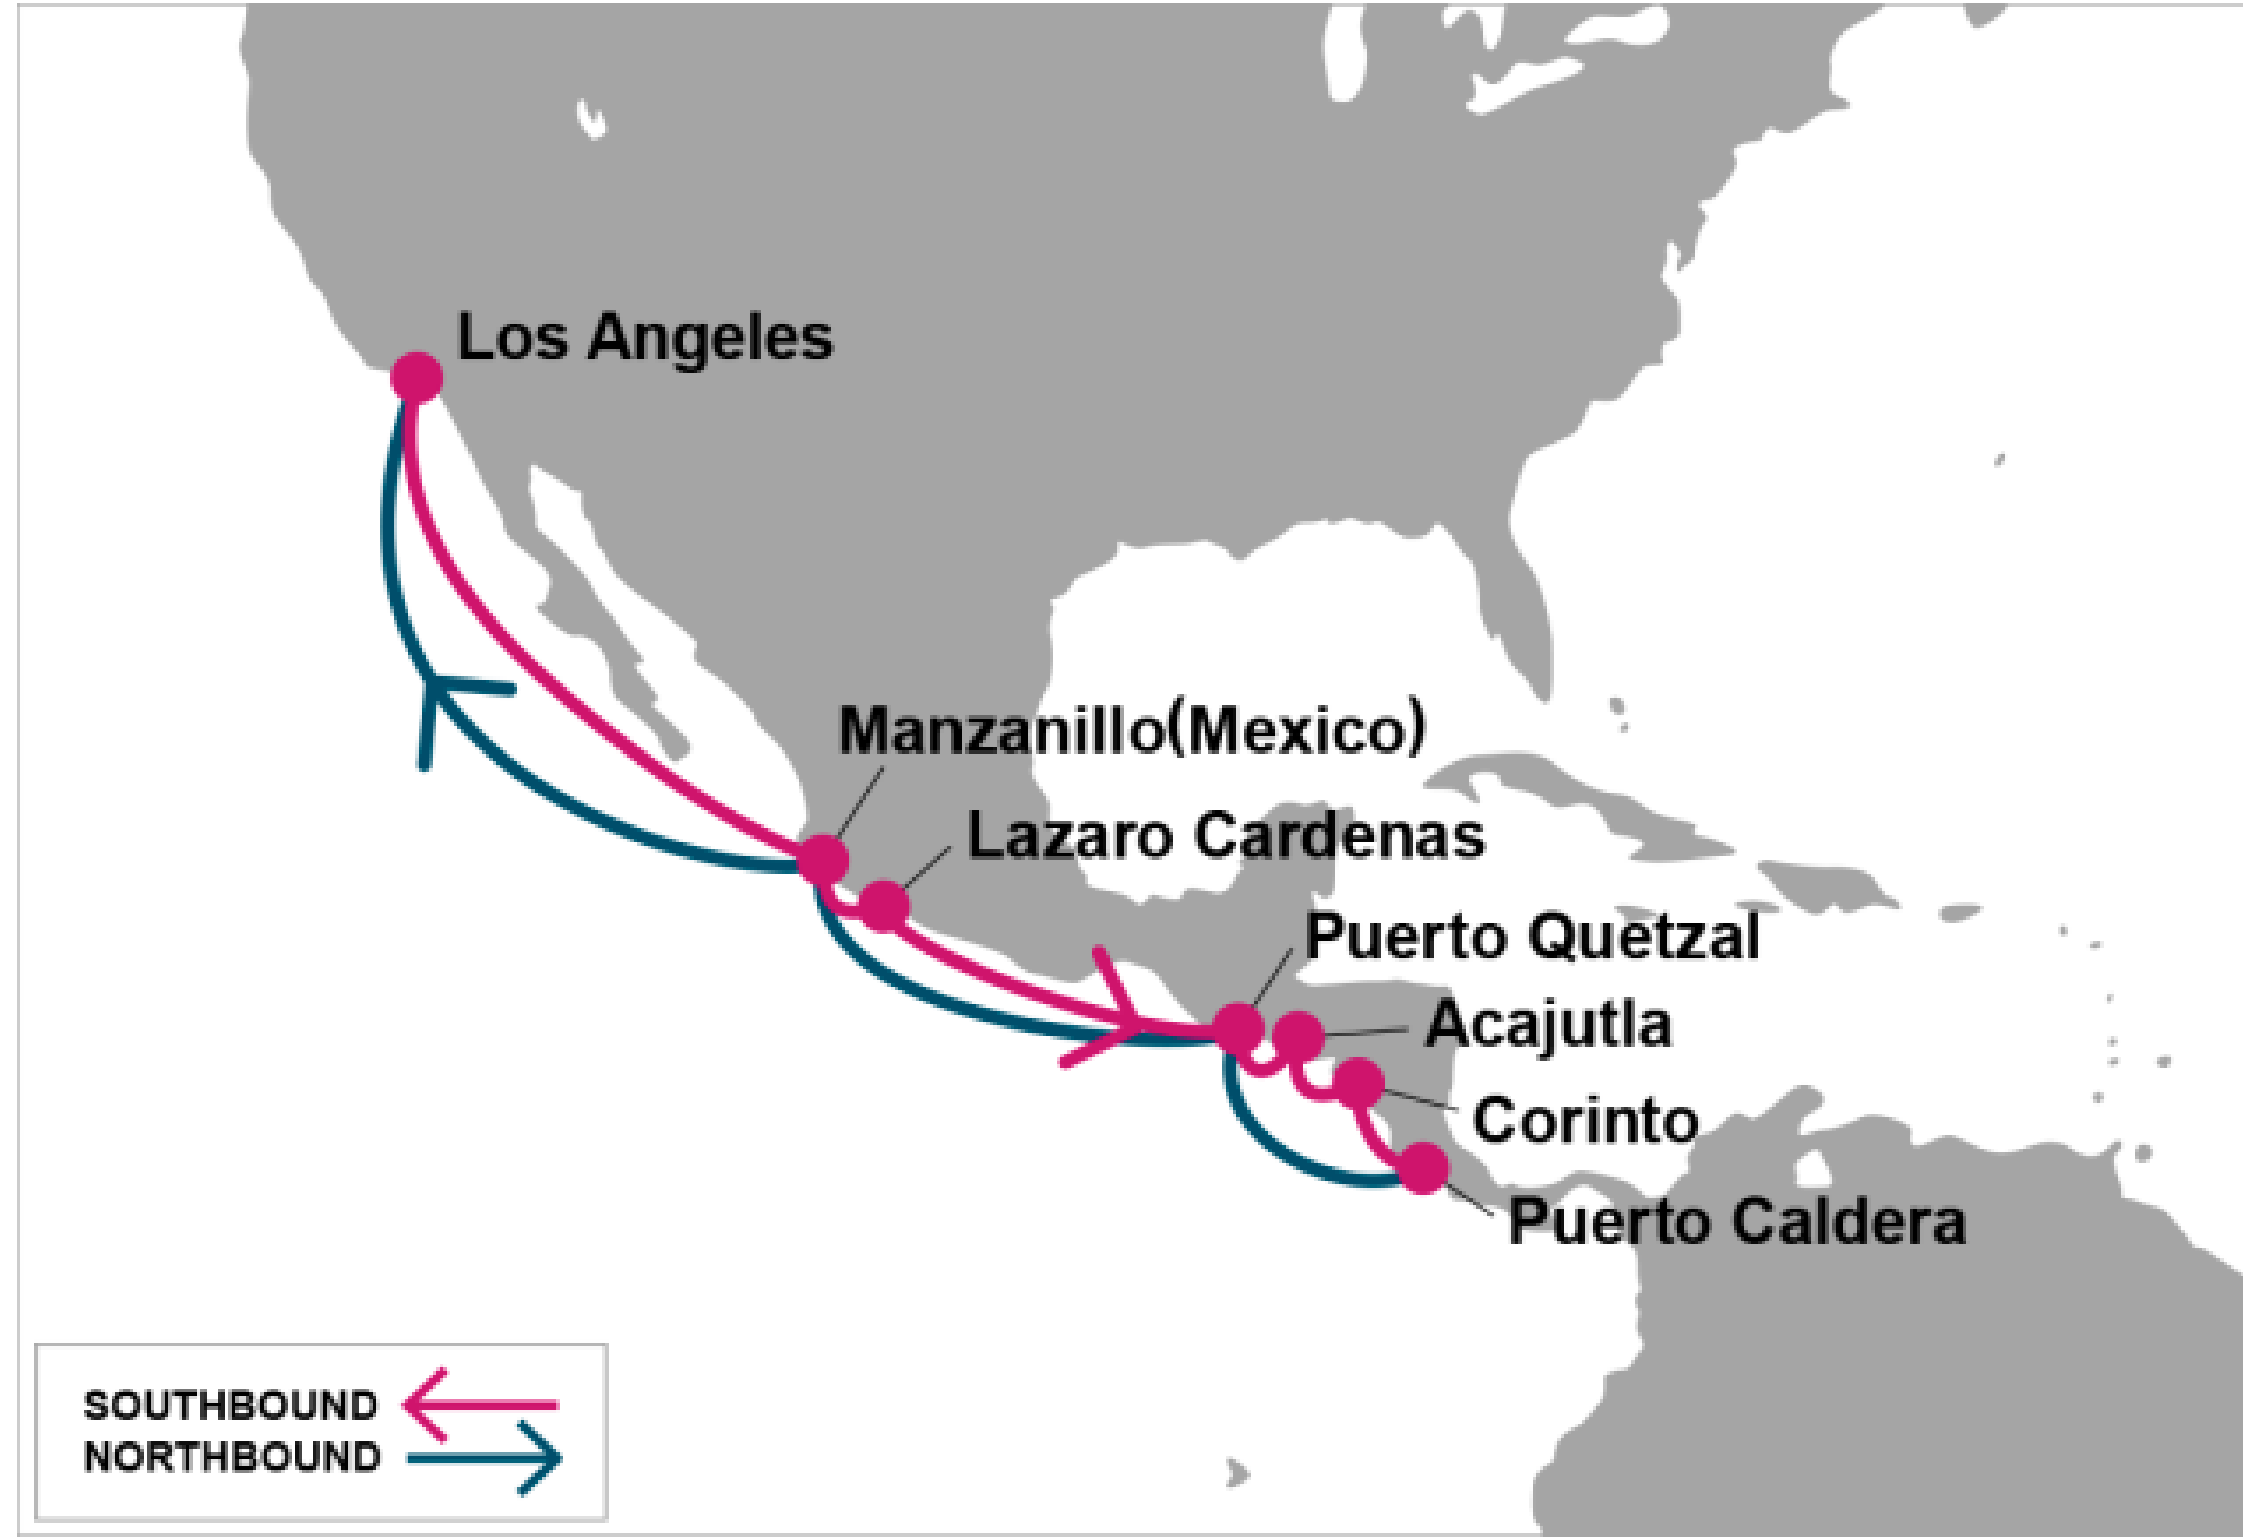 Los Angeles
Manzanillo(Mexico)
Lazaro Cardenas
Puerto Quetzal
Acajutla
Corinto
Puerto Caldera
SOUTHBOUND
NORTHBOUND